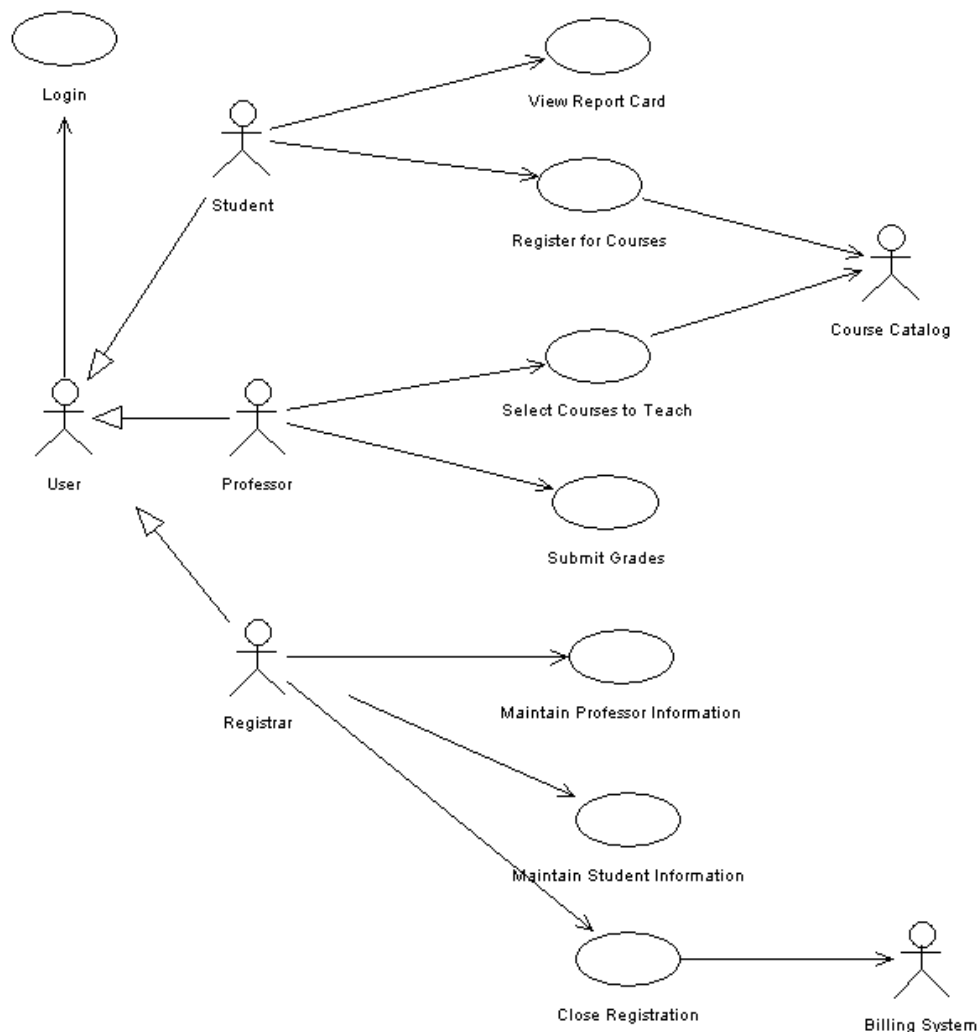 Login
View Report Card
Student
Register for Courses
Course Catalog
Select Courses to Teach
User
Professor
Submit Grades
Maintain Professor Information
Registrar
Maintain Student Information
Close Registration
Billing System